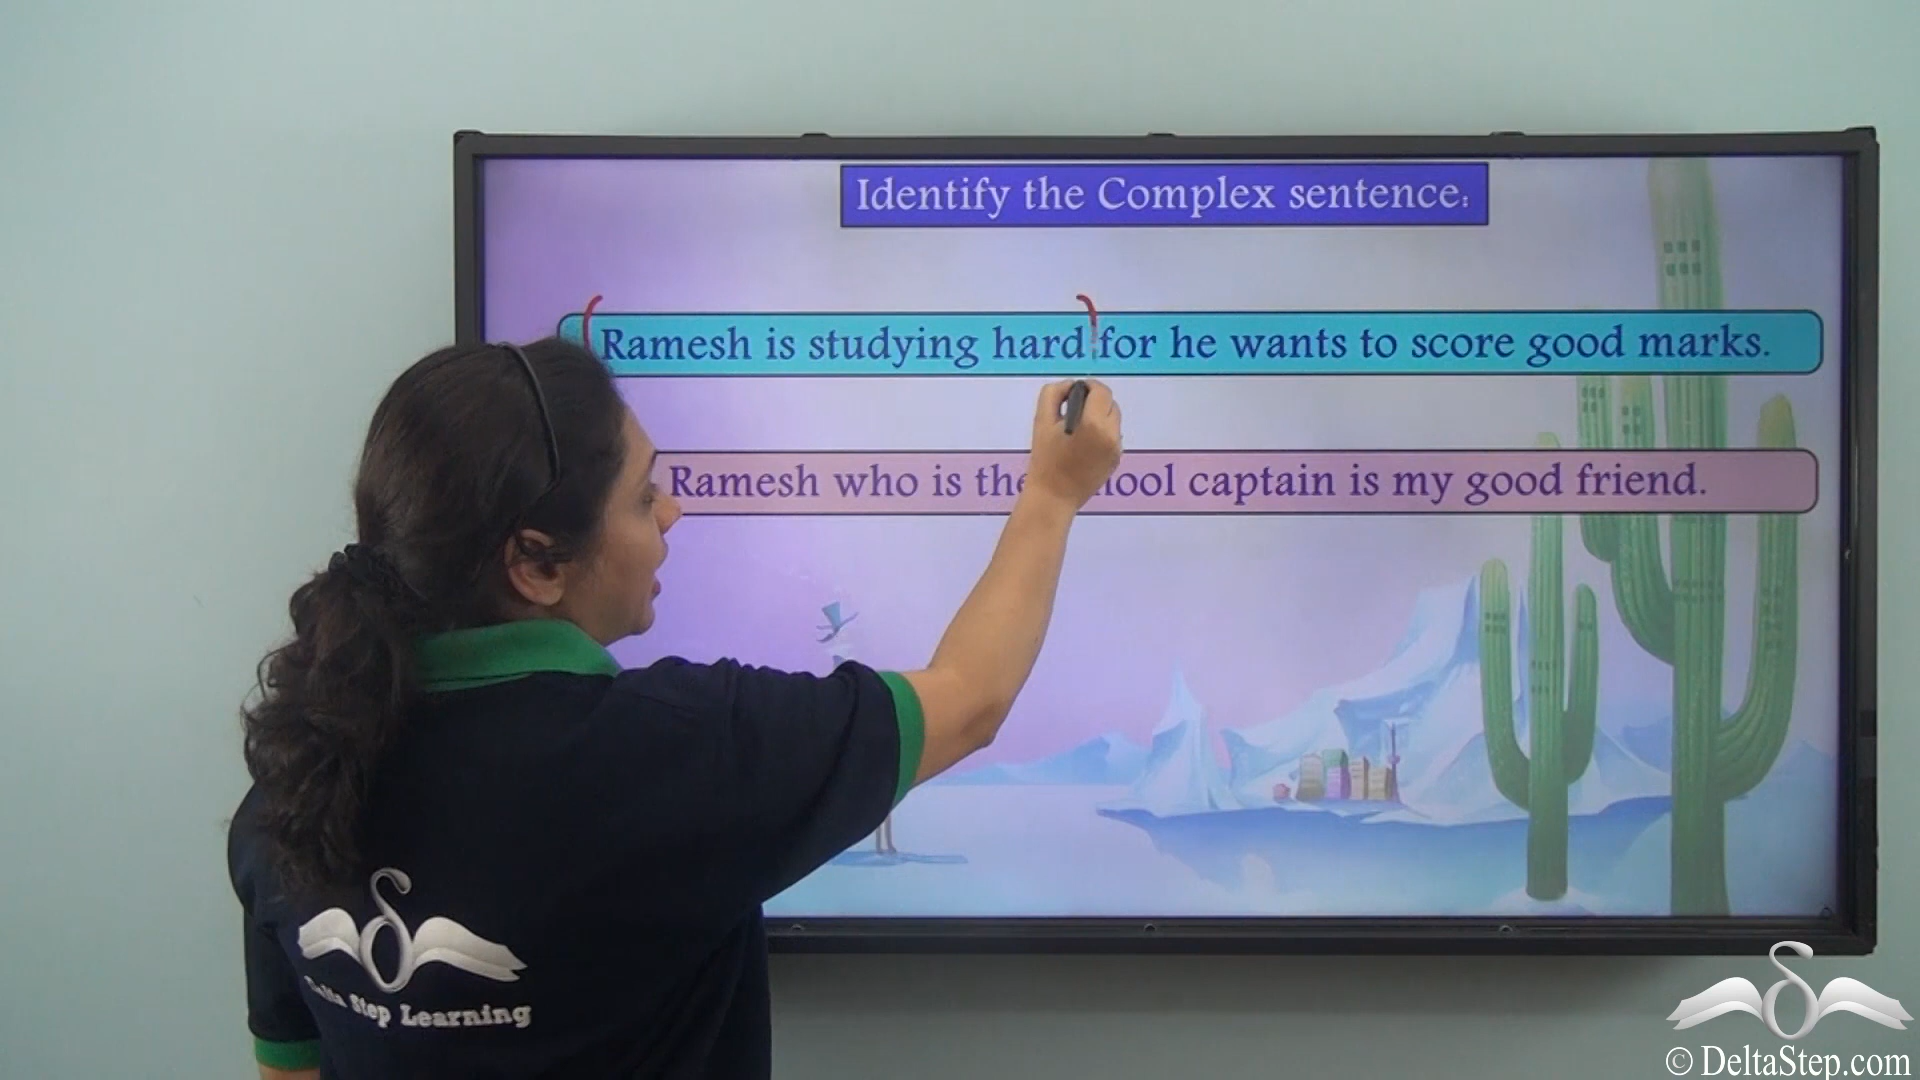 Identify the Complex sentence:
Ramesh is studying hard for he wants to score good marks.
Ramesh who is the captain is my good friend.
Step Learning
© DeltaStep.com